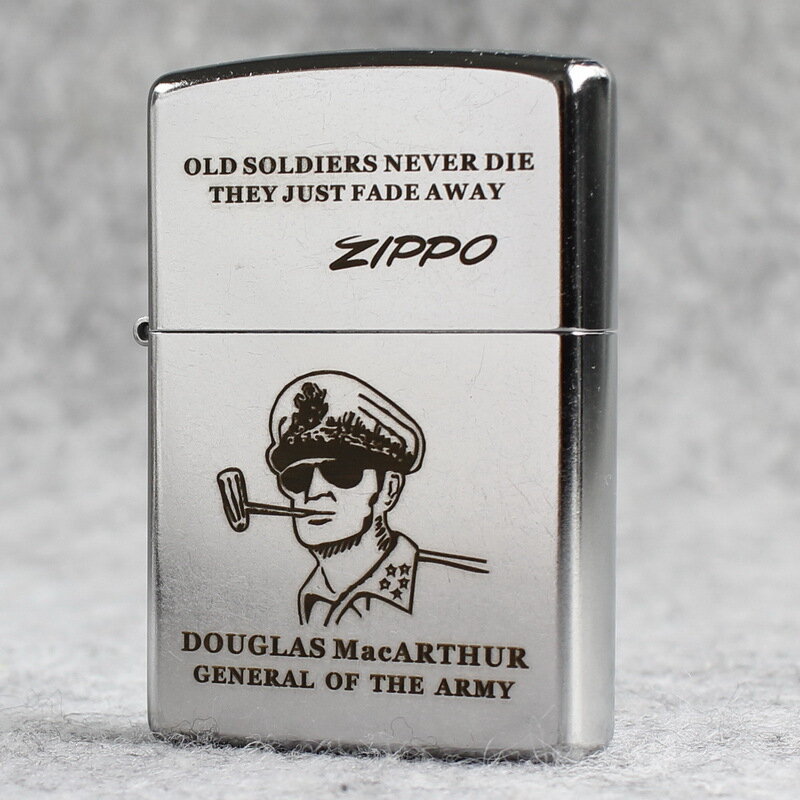 OLD SOLDIERS NEVER DIE
THEY JUST FADE AWAY
ZIPPO
DOUGLAS MacARTHUR
GENERAL OF THE ARMY